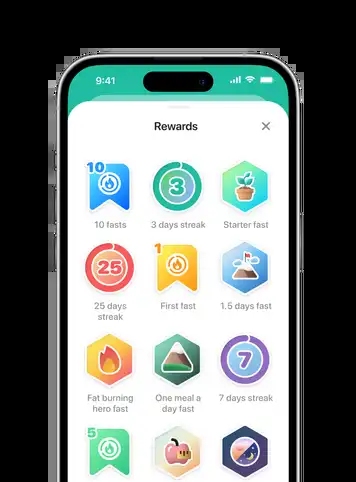 9:41
Rewards
10
3
10 fasts
3 days streak
Starter fast
25
1
25 days
streak
First fast
1.5 days fast
7
Fat burning
hero fast
One meal a
day fast
7 days streak
5